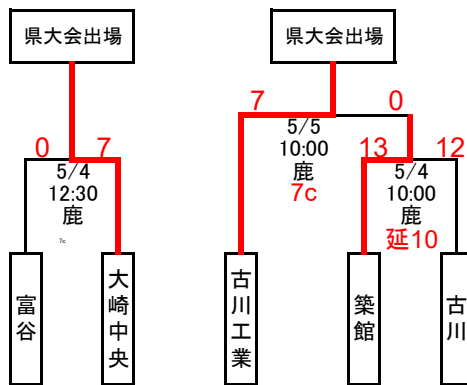 県大会出場
県大会出場
7
0
5/5
10:00
7c
0
7
5/4
12:30
鹿
7c
13
12
5/4
10:00
鹿
延10
富谷
大崎中央
古川工業
築館
古川